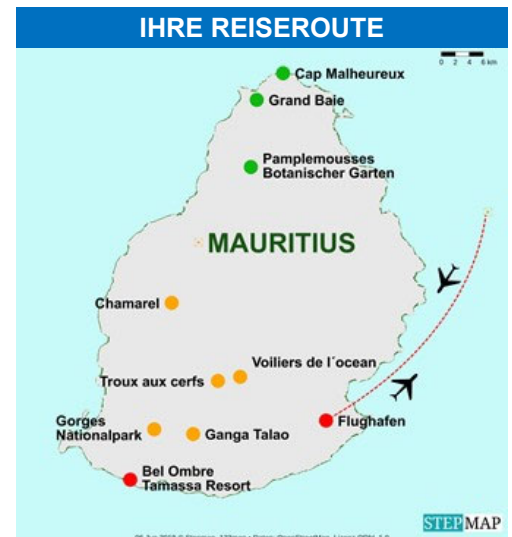 IHRE REISEROUTE
0 2 4 6 km
Cap Malheureux
Grand Baie
Pamplemousses
Botanischer Garten
MAURITIUS
Chamarel
Voiliers de l´ocean
Troux aux cerfs
Gorges
Nationalpark
Ganga Talao
Flughafen
Bel Ombre
Tamassa Resort
STEPMAP